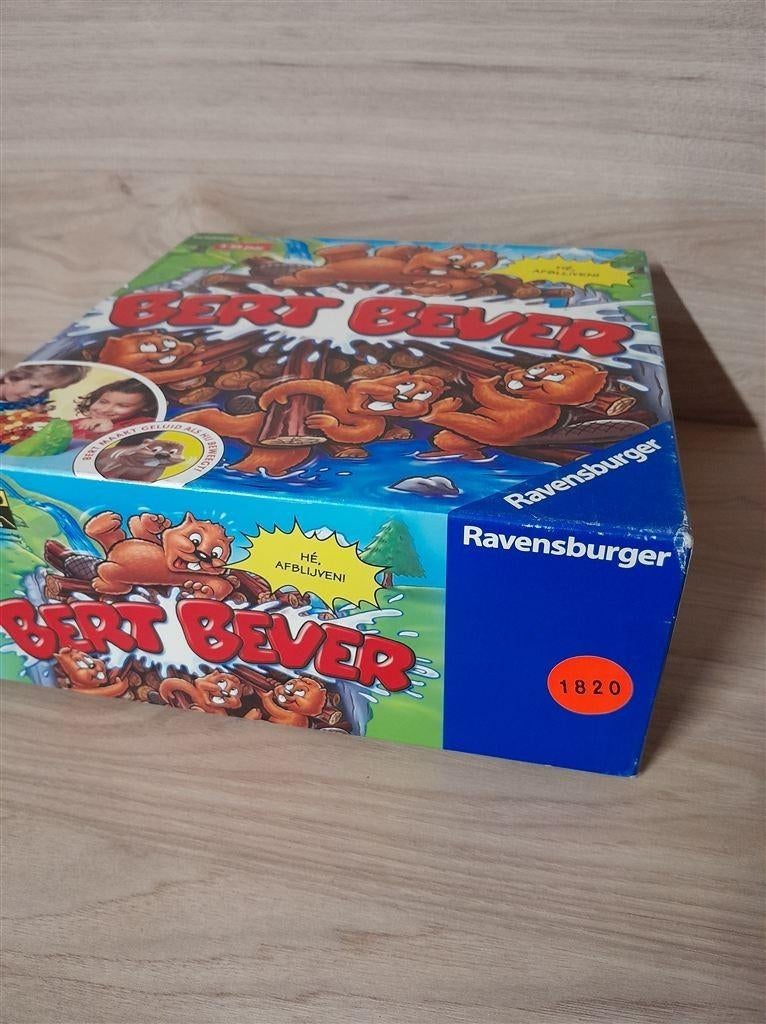 HÉ,
AFBLIJVEN!
BERT BEVER
BERT MAAKT GELUID ALS HIJ BEWEEGT!
Ravensburger
Ravensburger
HÉ,
AFBLIJVEN!
BERT BEVER
1820